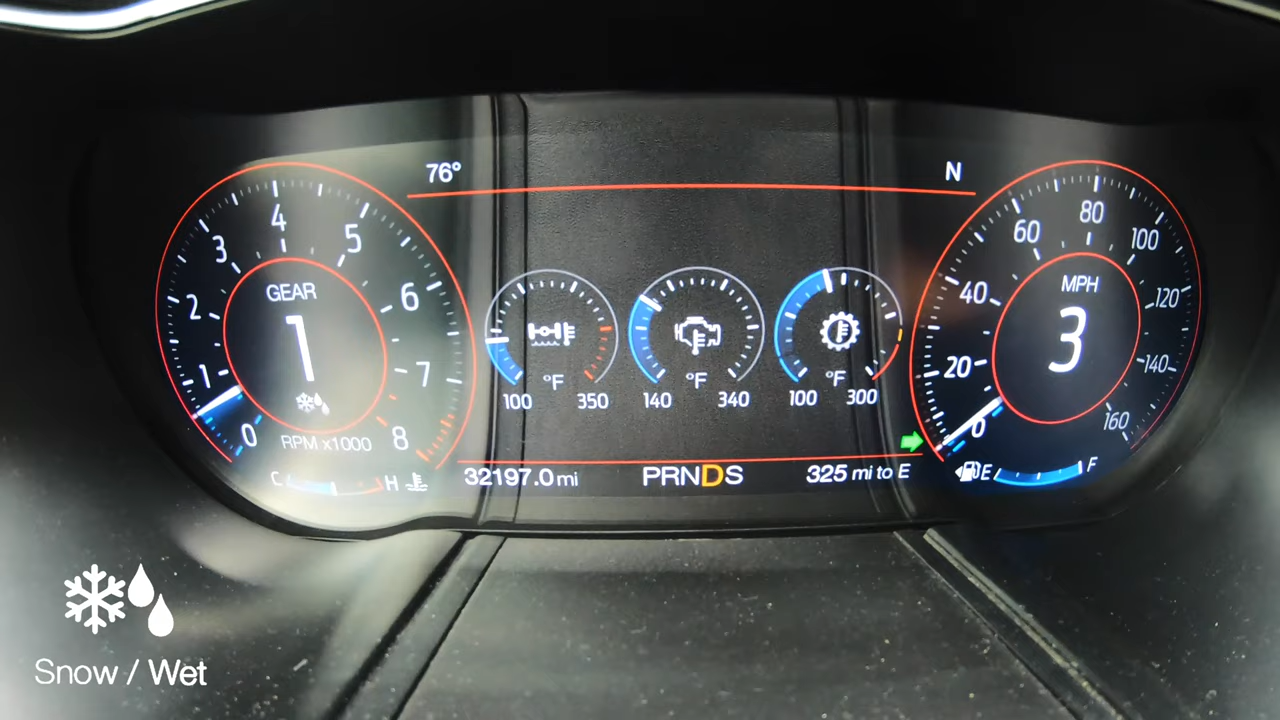 76° N
4
3 5
2 6
1 7
0 8
GEAR
1
RPM x1000
C H
°F
100 350
°F
140 340
°F
100 300
80
60 100
40 120
20 140
0 160
MPH
3
E F
32197.0 mi PRNDS 325 mi to E
Snow / Wet